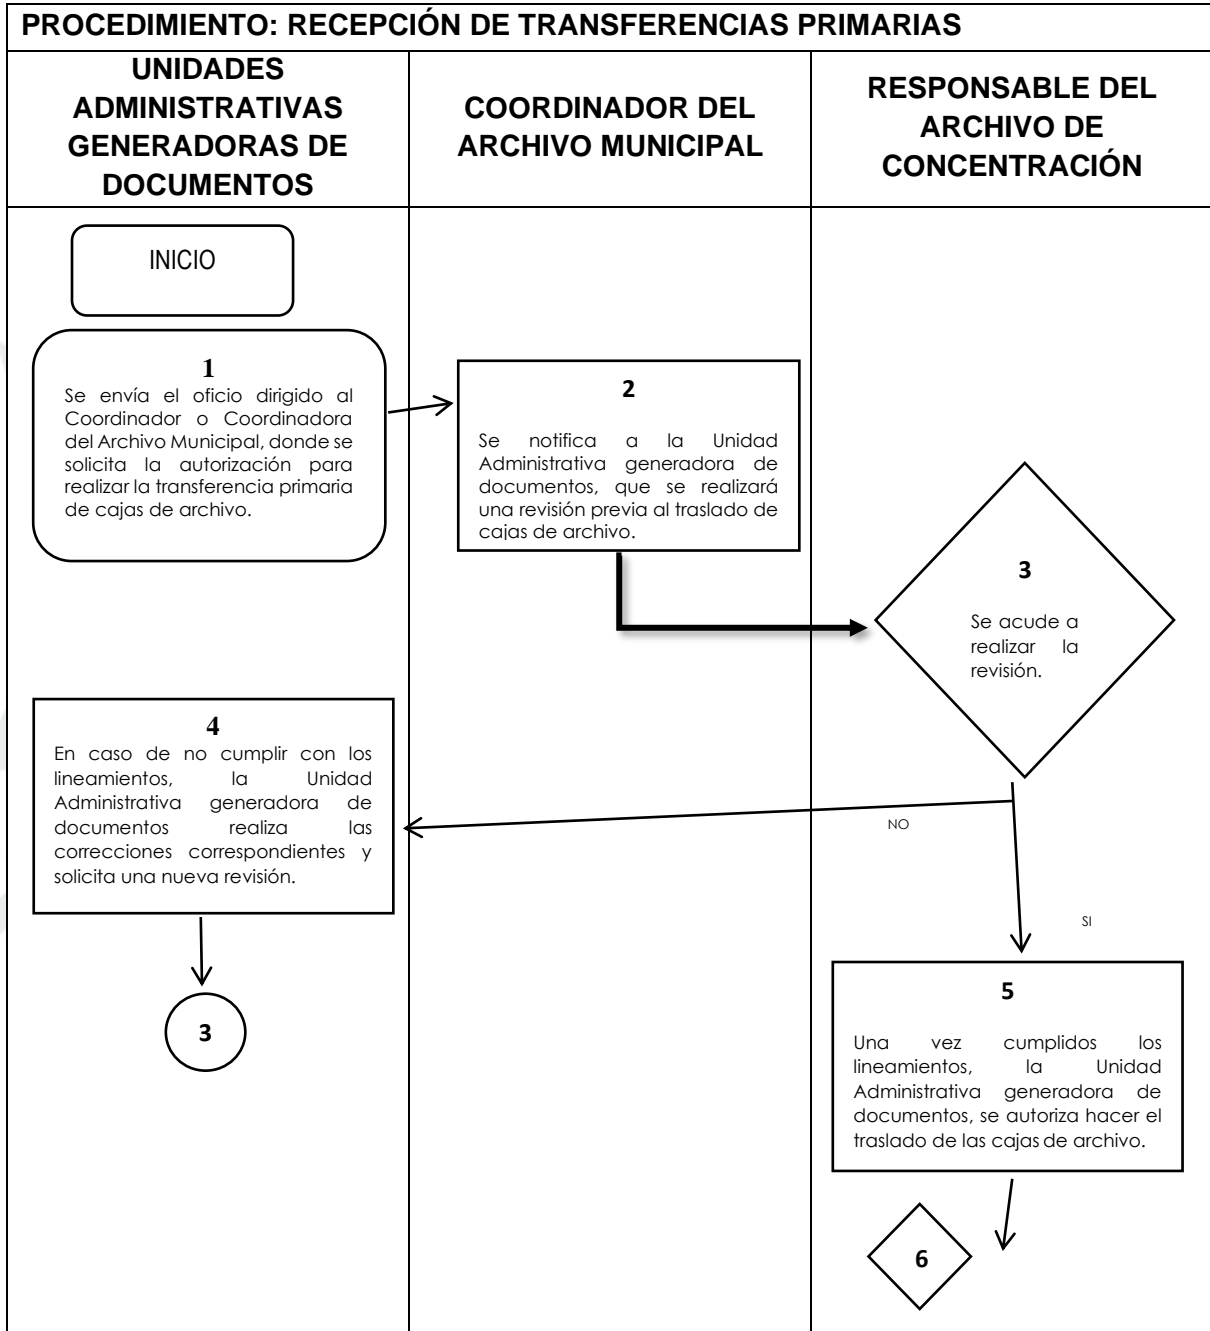 PROCEDIMIENTO: RECEPCIÓN DE TRANSFERENCIAS PRIMARIAS
UNIDADES
ADMINISTRATIVAS
GENERADORAS DE
DOCUMENTOS
COORDINADOR DEL
ARCHIVO MUNICIPAL
RESPONSABLE DEL
ARCHIVO DE
CONCENTRACIÓN
INICIO
1
Se envía el oficio dirigido al
Coordinador o Coordinadora
del Archivo Municipal, donde se
solicita la autorización para
realizar la transferencia primaria
de cajas de archivo.
2
Se notifica a la Unidad
Administrativa generadora de
documentos, que se realizará
una revisión previa al traslado de
cajas de archivo.
3
Se acude a
realizar la
revisión.
4
En caso de no cumplir con los
lineamientos, la Unidad
Administrativa generadora de
documentos realiza las
correcciones correspondientes y
solicita una nueva revisión.
NO
SI
3
5
Una vez cumplidos los
lineamientos, la Unidad
Administrativa generadora de
documentos, se autoriza hacer el
traslado de las cajas de archivo.
6